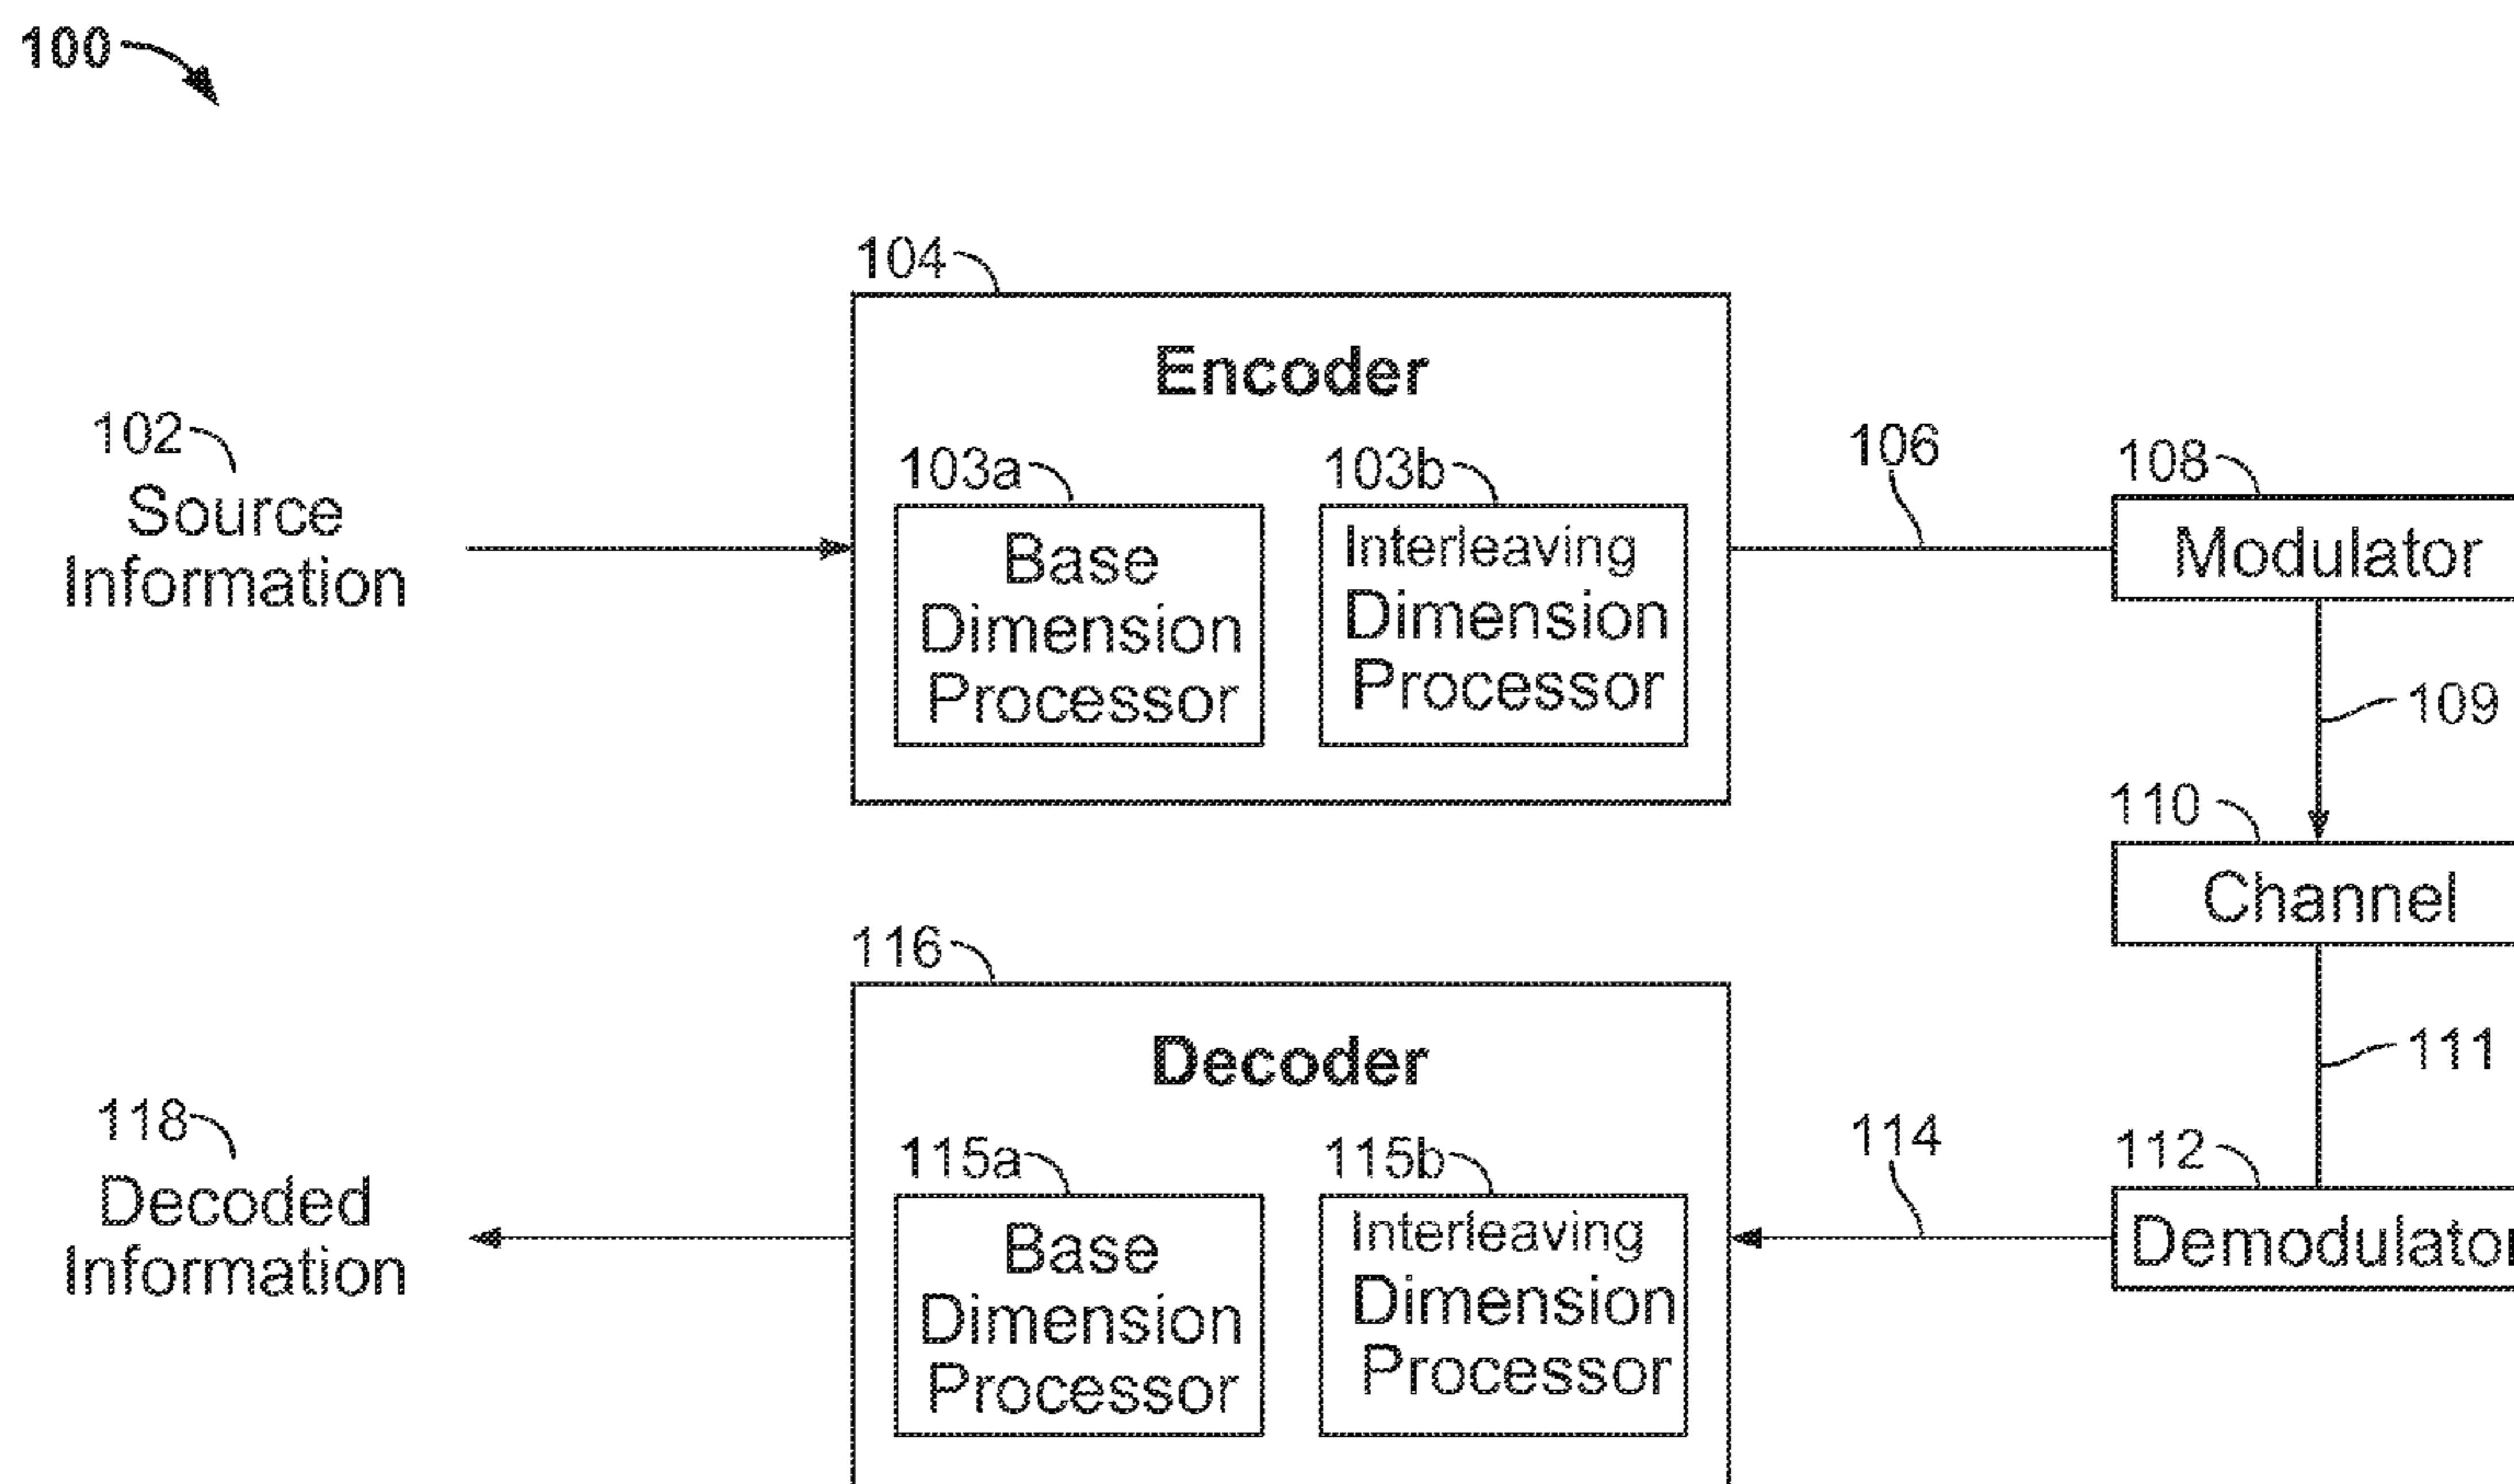 100
104
Encoder
102
Source
Information
103a
Base
Dimension
Processor
103b
Interleaving
Dimension
Processor
106
108
Modulator
109
110
Channel
111
116
Decoder
118
Decoded
Information
115a
Base
Dimension
Processor
115b
Interleaving
Dimension
Processor
114
112
Demodulator